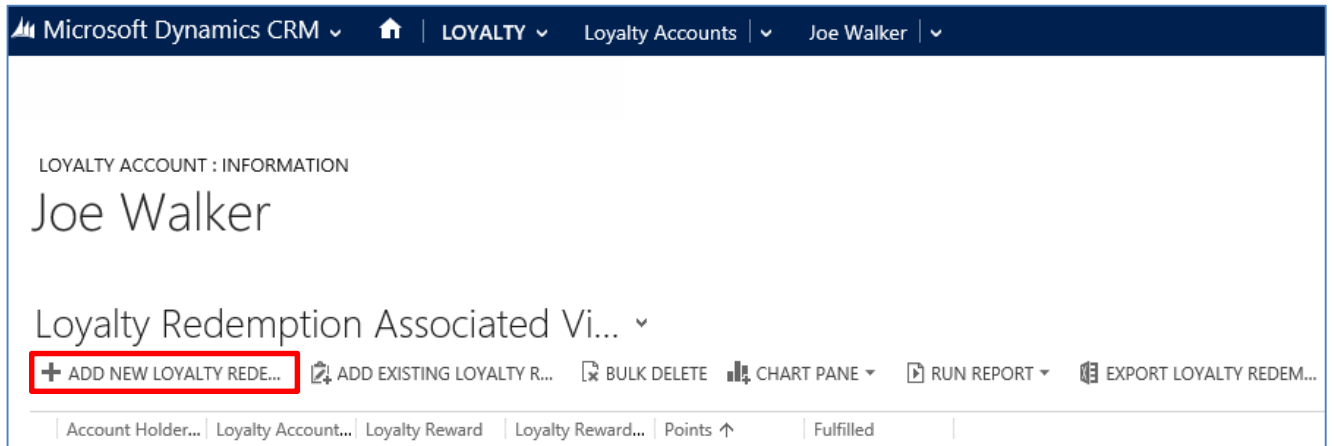 Microsoft Dynamics CRM LOYALTY Loyalty Accounts Joe Walker
LOYALTY ACCOUNT : INFORMATION
Joe Walker
Loyalty Redemption Associated Vi...
ADD NEW LOYALTY REDE... ADD EXISTING LOYALTY R... BULK DELETE CHART PANE RUN REPORT EXPORT LOYALTY REDEM...
Account Holder... Loyalty Account... Loyalty Reward Loyalty Reward... Points ↑ Fulfilled